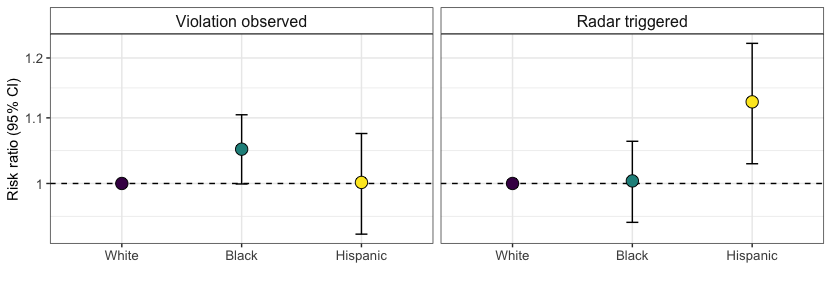 Violation observed
Radar triggered
Risk ratio (95% CI)
1.2
1.1
1
White
Black
Hispanic
White
Black
Hispanic